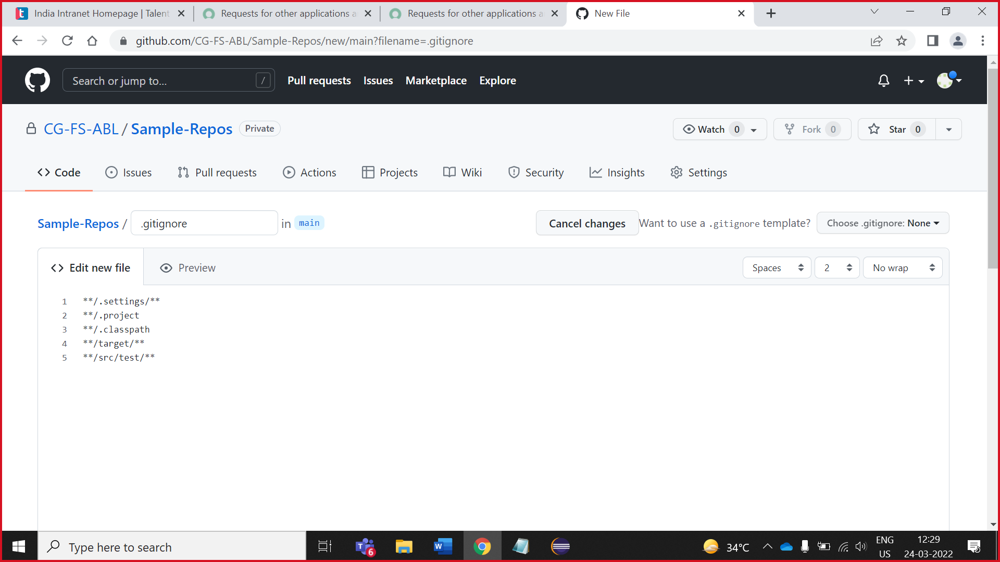 India Intranet Homepage | Talent
Requests for other applications a
Requests for other applications a
New File
github.com/CG-FS-ABL/Sample-Repos/new/main?filename=.gitignore
Search or jump to...
/
Pull requests
Issues
Marketplace
Explore
CG-FS-ABL / Sample-Repos
Private
Watch 0
Fork 0
Star 0
Code
Issues
Pull requests
Actions
Projects
Wiki
Security
Insights
Settings
Sample-Repos / .gitignore in main
Cancel changes
Want to use a .gitignore template?
Choose .gitignore: None
Edit new file
Preview
Spaces
2
No wrap
1 **/.settings/**
2 **/.project
3 **/.classpath
4 **/target/**
5 **/src/test/**
Type here to search
T
6
W
34°C
ENG
US
12:29
24-03-2022